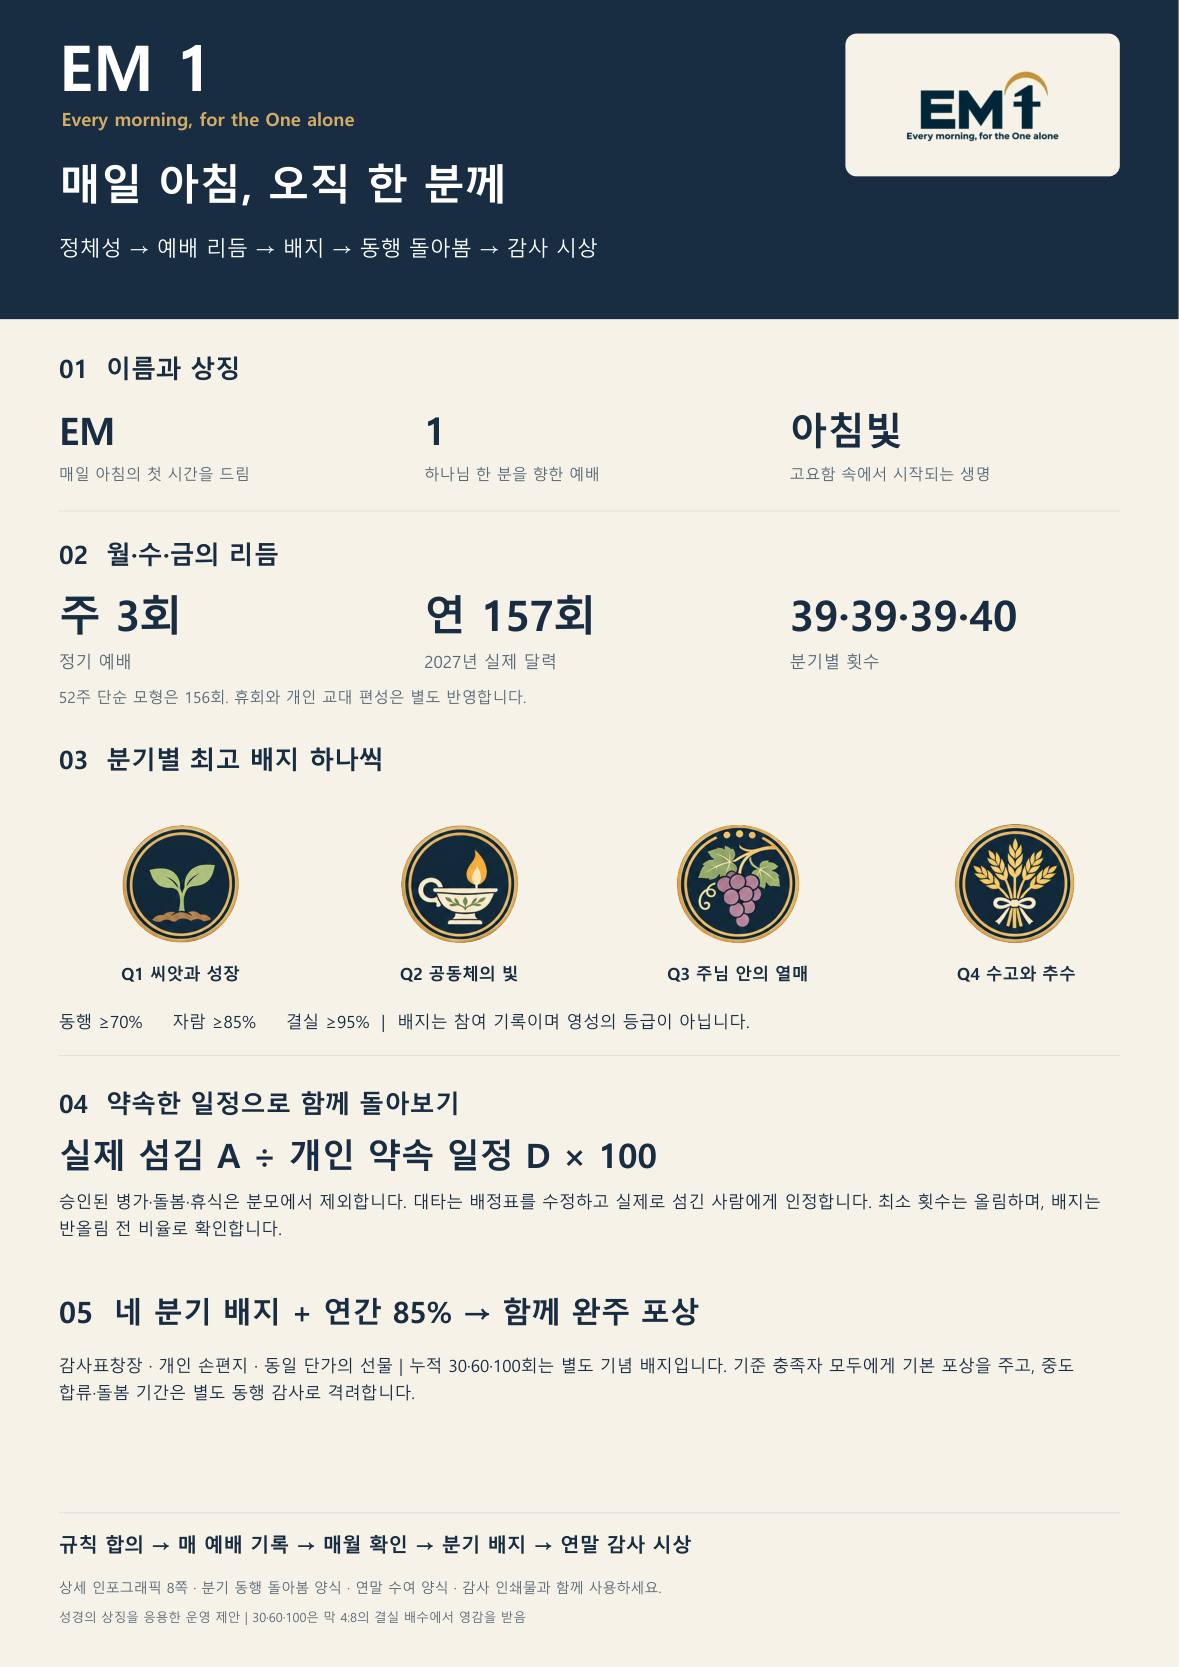 EM 1
Every morning, for the One alone
EM1
Every morning, for the One alone
매일 아침, 오직 한 분께
정체성 → 예배 리듬 → 배지 → 동행 돌아봄 → 감사 시상
01 이름과 상징
EM
1
아침빛
매일 아침의 첫 시간을 드림
하나님 한 분을 향한 예배
고요함 속에서 시작되는 생명
02 월·수·금의 리듬
주 3회
연 157회
39·39·39·40
정기 예배
2027년 실제 달력
분기별 횟수
52주 단순 모형은 156회. 휴회와 개인 교대 편성은 별도 반영합니다.
03 분기별 최고 배지 하나씩
Q1 씨앗과 성장
Q2 공동체의 빛
Q3 주님 안의 열매
Q4 수고와 추수
동행 ≥70% 자람 ≥85% 결실 ≥95% | 배지는 참여 기록이며 영성의 등급이 아닙니다.
04 약속한 일정으로 함께 돌아보기
실제 섬김 A ÷ 개인 약속 일정 D × 100
승인된 병가·돌봄·휴식은 분모에서 제외합니다. 대타는 배정표를 수정하고 실제로 섬긴 사람에게 인정합니다. 최소 횟수는 올림하며, 배지는
반올림 전 비율로 확인합니다.
05 네 분기 배지 + 연간 85% → 함께 완주 포상
감사표창장 · 개인 손편지 · 동일 단가의 선물 | 누적 30·60·100회는 별도 기념 배지입니다. 기준 충족자 모두에게 기본 포상을 주고, 중도
합류·돌봄 기간은 별도 동행 감사로 격려합니다.
규칙 합의 → 매 예배 기록 → 매월 확인 → 분기 배지 → 연말 감사 시상
상세 인포그래픽 8쪽 · 분기 동행 돌아봄 양식 · 연말 수여 양식 · 감사 인쇄물과 함께 사용하세요.
성경의 상징을 응용한 운영 제안 | 30·60·100은 막 4:8의 결실 배수에서 영감을 받음